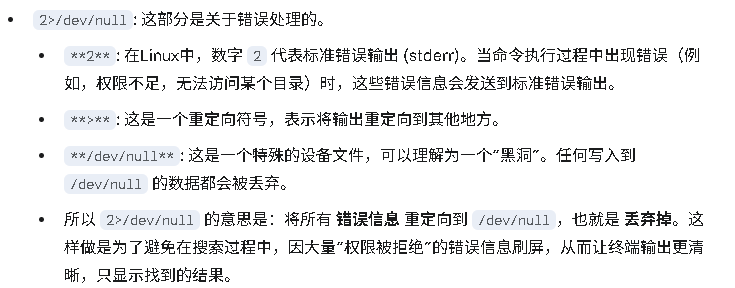 2>/dev/null: 这部分是关于错误处理的。
**2**: 在Linux中，数字 2 代表标准错误输出 (stderr)。当命令执行过程中出现错误（例
如，权限不足，无法访问某个目录）时，这些错误信息会发送到标准错误输出。
**>**: 这是一个重定向符号，表示将输出重定向到其他地方。
**/dev/null**: 这是一个特殊的设备文件，可以理解为一个"黑洞"。任何写入到
/dev/null 的数据都会被丢弃。
所以 2>/dev/null 的意思是：将所有 错误信息 重定向到 /dev/null，也就是 丢弃掉。这
样做是为了避免在搜索过程中，因大量"权限被拒绝"的错误信息刷屏，从而让终端输出更清
晰，只显示找到的结果。